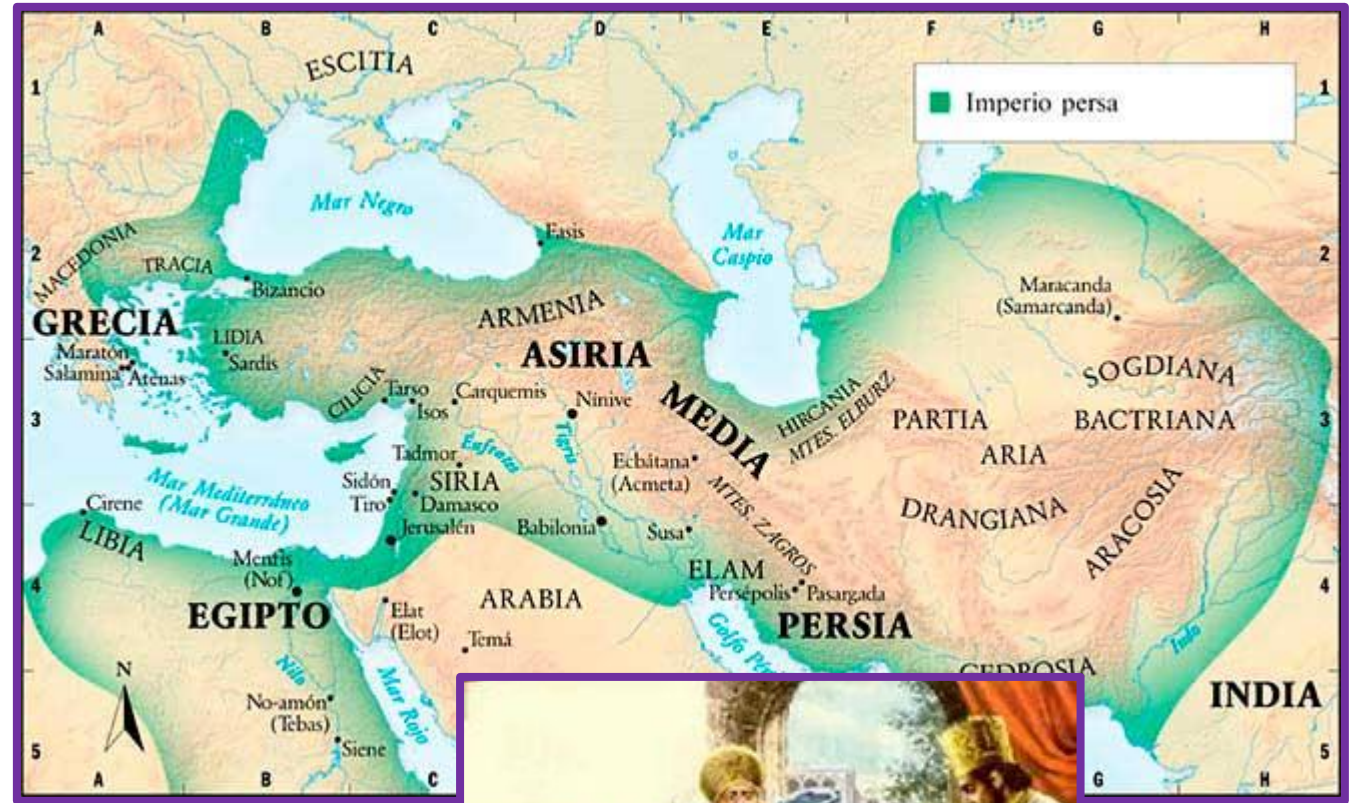 A B C D E F G H
1 1
ESCITIA
Imperio persa
Mar Negro
MACEDONIA
TRACIA
Fasis
Mar
Caspio
2 2
Bizancio
Maracanda
(Samarcanda)
GRECIA
ARMENIA
LIDIA
ASIRIA
Maratón
Sardis
Salamina
Atenas
SOGDIANA
CILICIA
Tarso
Isos
Carquemis
Nínive
MEDIA
HIRCANIA
MTES. ELBURZ
PARTIA
BACTRIANA
3 3
ARIA
Tadmor
Éufrates
Tigris
Ecbátana
(Acmeta)
Mar Mediterráneo
(Mar Grande)
Sidón
SIRIA
Tiro
Damasco
MTES. ZAGROS
DRANGIANA
ARACOSIA
Cirene
LIBIA
Jerusalén
Babilonia
Susa
Menfis
(Nof)
ELAM
4 4
EGIPTO
ARABIA
Persépolis
Pasargada
Elat
(Elot)
PERSIA
Golfo
Temá
Indo
N
Nilo
GEDROSIA
Mar Rojo
INDIA
No-amón
(Tebas)
Siene
5 5
A B C G H